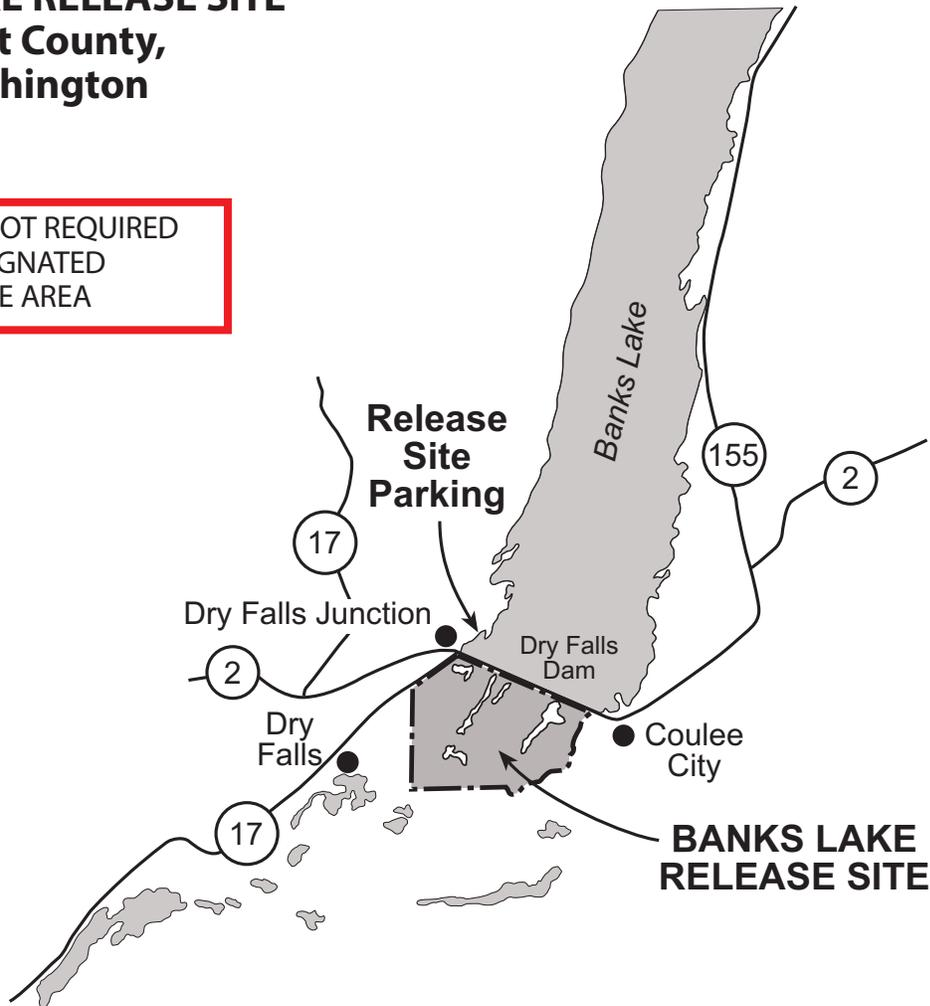 RELEASE SITE
t County,
hington
OT REQUIRED
GNATED
E AREA
Banks Lake
Release
Site
Parking
155
2
17
Dry Falls Junction
Dry Falls
Dam
2
Dry
Falls
Coulee
City
17
BANKS LAKE
RELEASE SITE